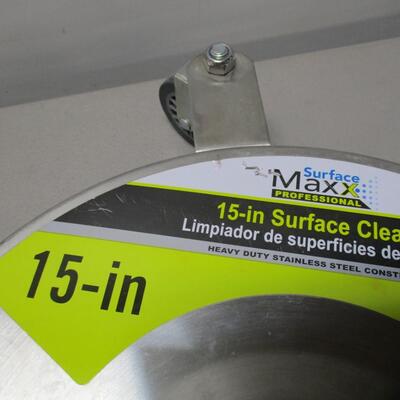 Surface
Maxx
PROFESSIONAL
15-in Surface Clea
Limpiador de superficies de
HEAVY DUTY STAINLESS STEEL CONST
15-in